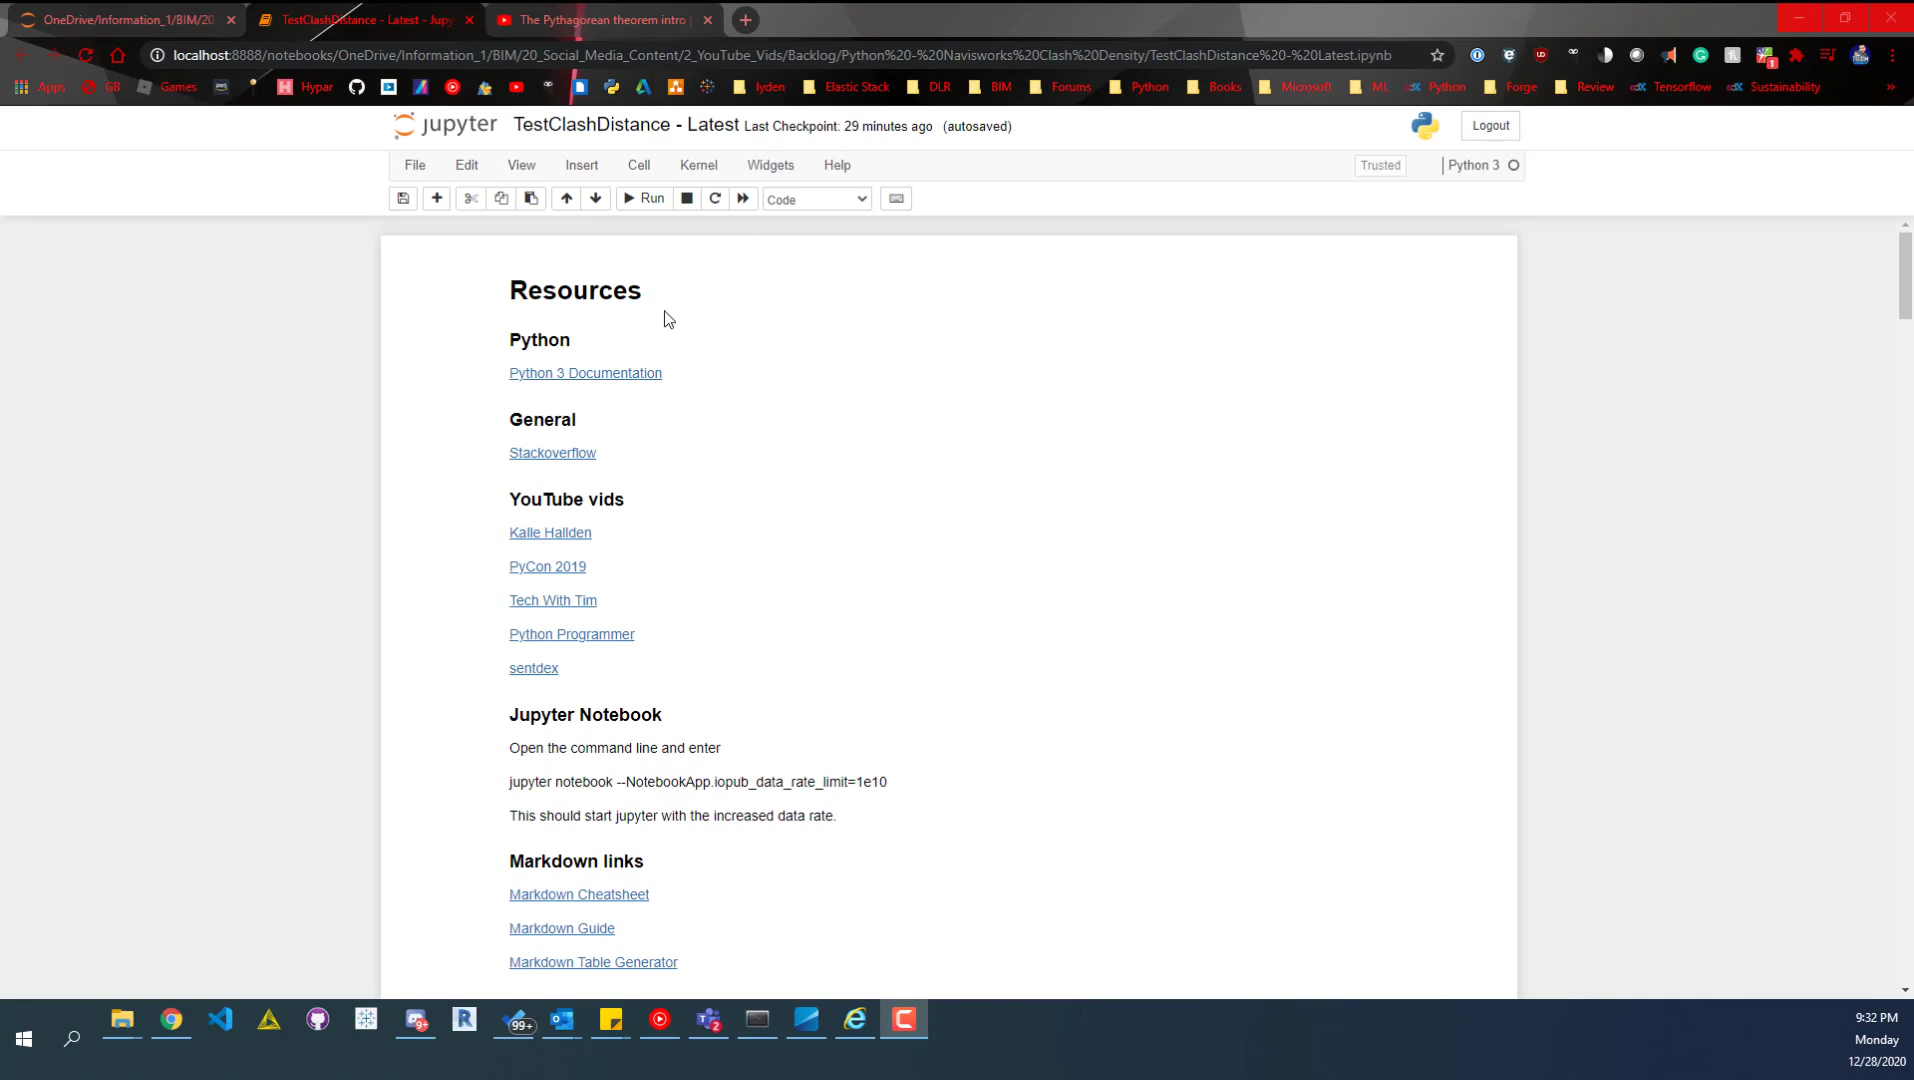 OneDrive/Information_1/BIM/20
TestClashDistance - Latest - Jupy
The Pythagorean theorem intro |
localhost:8888/notebooks/OneDrive/Information_1/BIM/20_Social_Media_Content/2_YouTube_Vids/Backlog/Python%20-%20Navisworks%20Clash%20Density/TestClashDistance%20-%20Latest.ipynb
Apps GB Games aws Hypar Iyden Elastic Stack DLR BIM Forums Python Books Microsoft ML Python Forge Review Tensorflow Sustainability »
jupyter TestClashDistance - Latest Last Checkpoint: 29 minutes ago (autosaved) Logout
File Edit View Insert Cell Kernel Widgets Help Trusted Python 3
Run Code
Resources
Python
Python 3 Documentation
General
Stackoverflow
YouTube vids
Kalle Hallden
PyCon 2019
Tech With Tim
Python Programmer
sentdex
Jupyter Notebook
Open the command line and enter
jupyter notebook --NotebookApp.iopub_data_rate_limit=1e10
This should start jupyter with the increased data rate.
Markdown links
Markdown Cheatsheet
Markdown Guide
Markdown Table Generator
9+ R 99+ 2
9:32 PM
Monday
12/28/2020